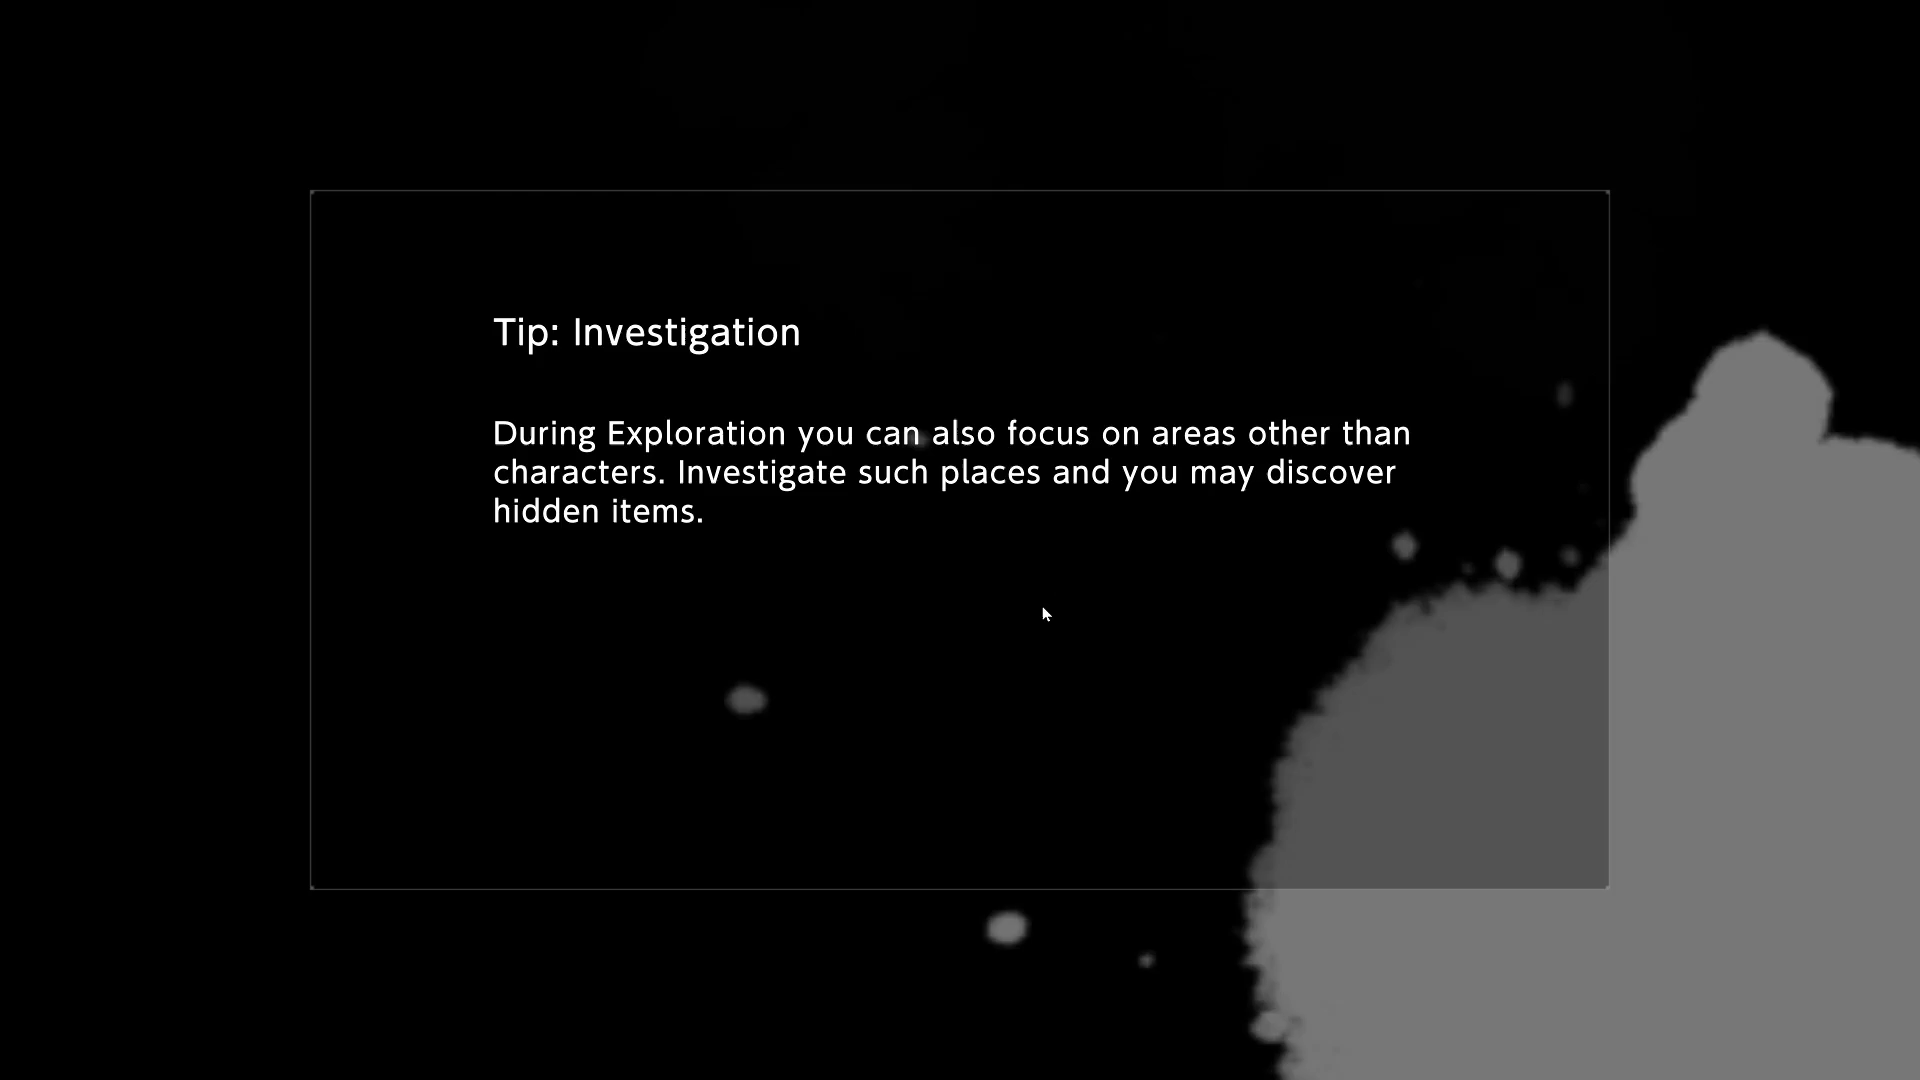 Tip: Investigation
During Exploration you can also focus on areas other than
characters. Investigate such places and you may discover
hidden items.